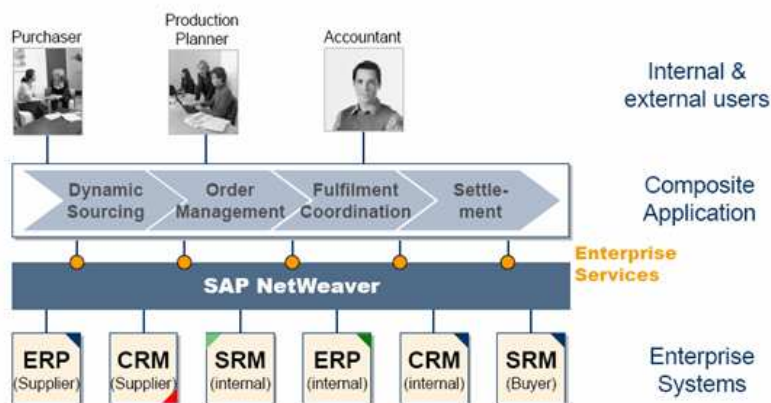 Purchaser
Production
Planner
Accountant
Internal &
external users
Dynamic
Sourcing
Order
Management
Fulfilment
Coordination
Settle-
ment
Composite
Application
Enterprise
Services
SAP NetWeaver
ERP
(Supplier)
CRM
(Supplier)
SRM
(internal)
ERP
(internal)
CRM
(internal)
SRM
(Buyer)
Enterprise
Systems